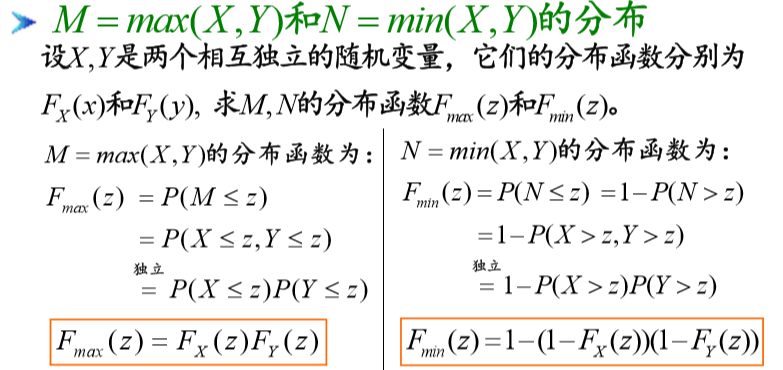 ➢ M = max(X,Y)和N = min(X,Y)的分布
设X,Y是两个相互独立的随机变量，它们的分布函数分别为
F_X(x)和F_Y(y), 求M,N的分布函数F_max(z)和F_min(z)。
M = max(X,Y)的分布函数为：
F_max(z) = P(M ≤ z)
= P(X ≤ z,Y ≤ z)
独立
= P(X ≤ z)P(Y ≤ z)
F_max(z) = F_X(z)F_Y(z)
N = min(X,Y)的分布函数为：
F_min(z) = P(N ≤ z) = 1−P(N > z)
=1−P(X > z,Y > z)
独立
= 1−P(X > z)P(Y > z)
F_min(z) = 1−(1−F_X(z))(1−F_Y(z))